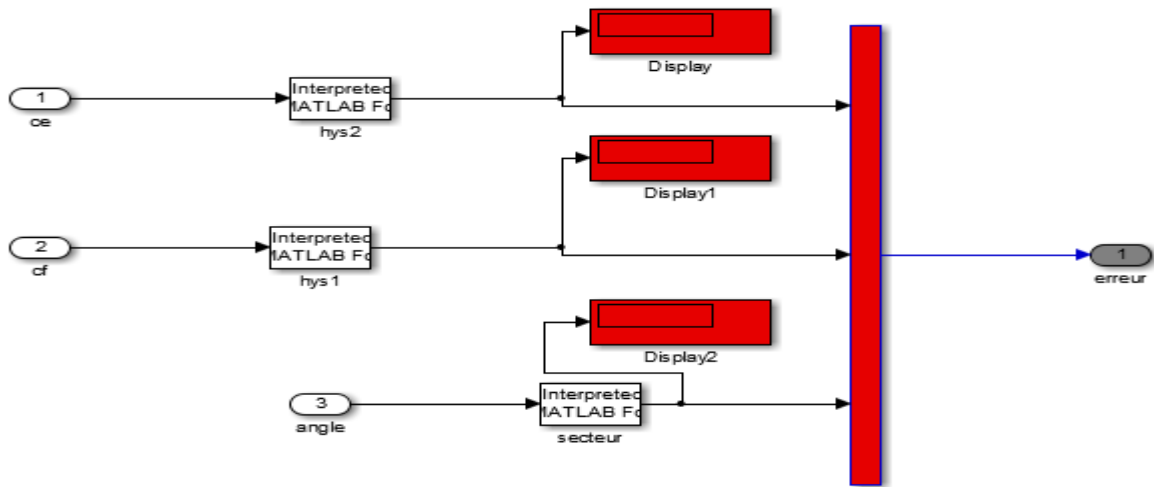 Display
1
Interpreted
MATLAB Fc
ce
hys2
Display1
2
Interpreted
MATLAB Fc
cf
hys1
1
erreur
Display2
3
Interpreted
MATLAB Fc
angle
secteur